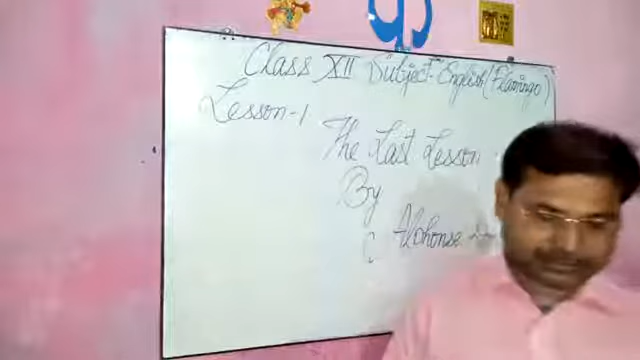 Class XII Subject-English (Flamingo)
Lesson-1
The Last Lesson
By
Alphonse